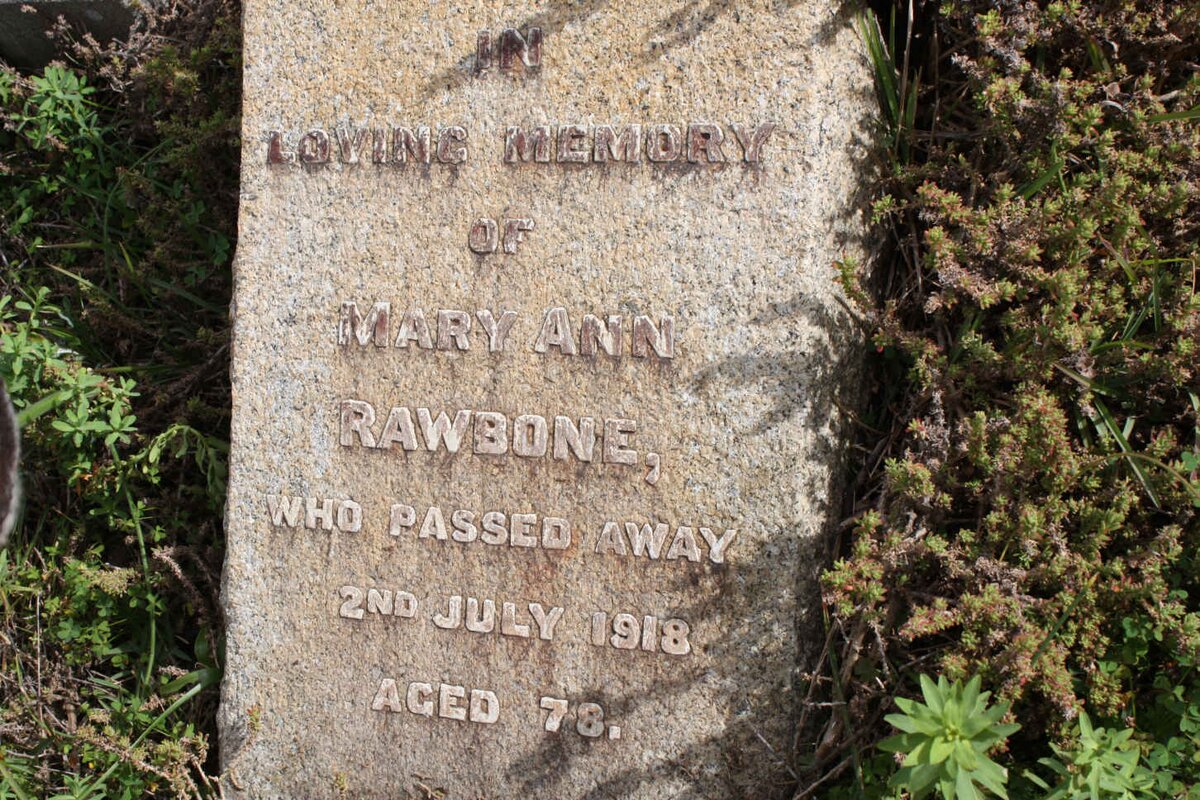 IN
LOVING MEMORY
OF
MARY ANN
RAWBONE,
WHO PASSED AWAY
2ND JULY 1918
AGED 78.